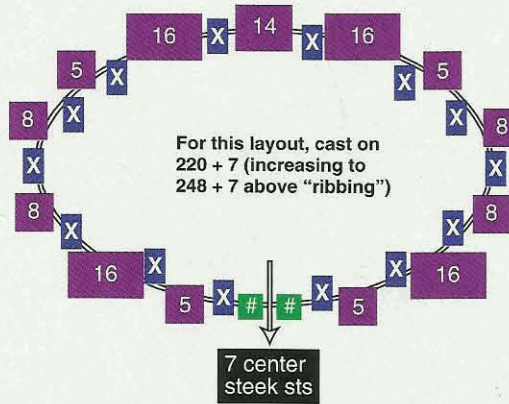 16 X 14 X 16
5 X X 5
8 X X 8
For this layout, cast on
220 + 7 (increasing to
248 + 7 above "ribbing")
X X
8 8
X X
16 X X 16
5 X # # X 5
7 center
steek sts